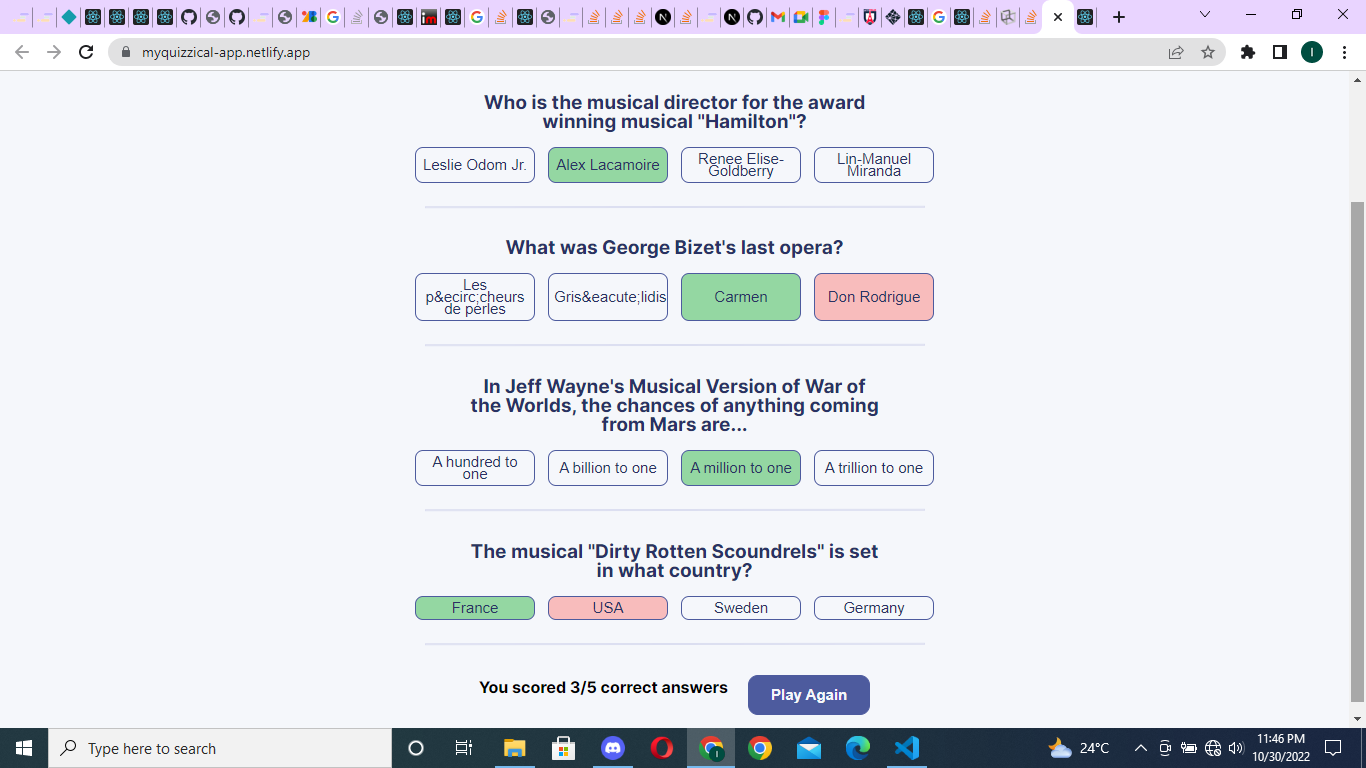 myquizzical-app.netlify.app
I
Who is the musical director for the award
winning musical "Hamilton"?
Leslie Odom Jr.
Alex Lacamoire
Renee Elise-
Goldberry
Lin-Manuel
Miranda
What was George Bizet's last opera?
Les
p&ecirc;cheurs
de perles
Gris&eacute;lidis
Carmen
Don Rodrigue
In Jeff Wayne's Musical Version of War of
the Worlds, the chances of anything coming
from Mars are...
A hundred to
one
A billion to one
A million to one
A trillion to one
The musical "Dirty Rotten Scoundrels" is set
in what country?
France
USA
Sweden
Germany
You scored 3/5 correct answers
Play Again
Type here to search
24°C
11:46 PM
10/30/2022